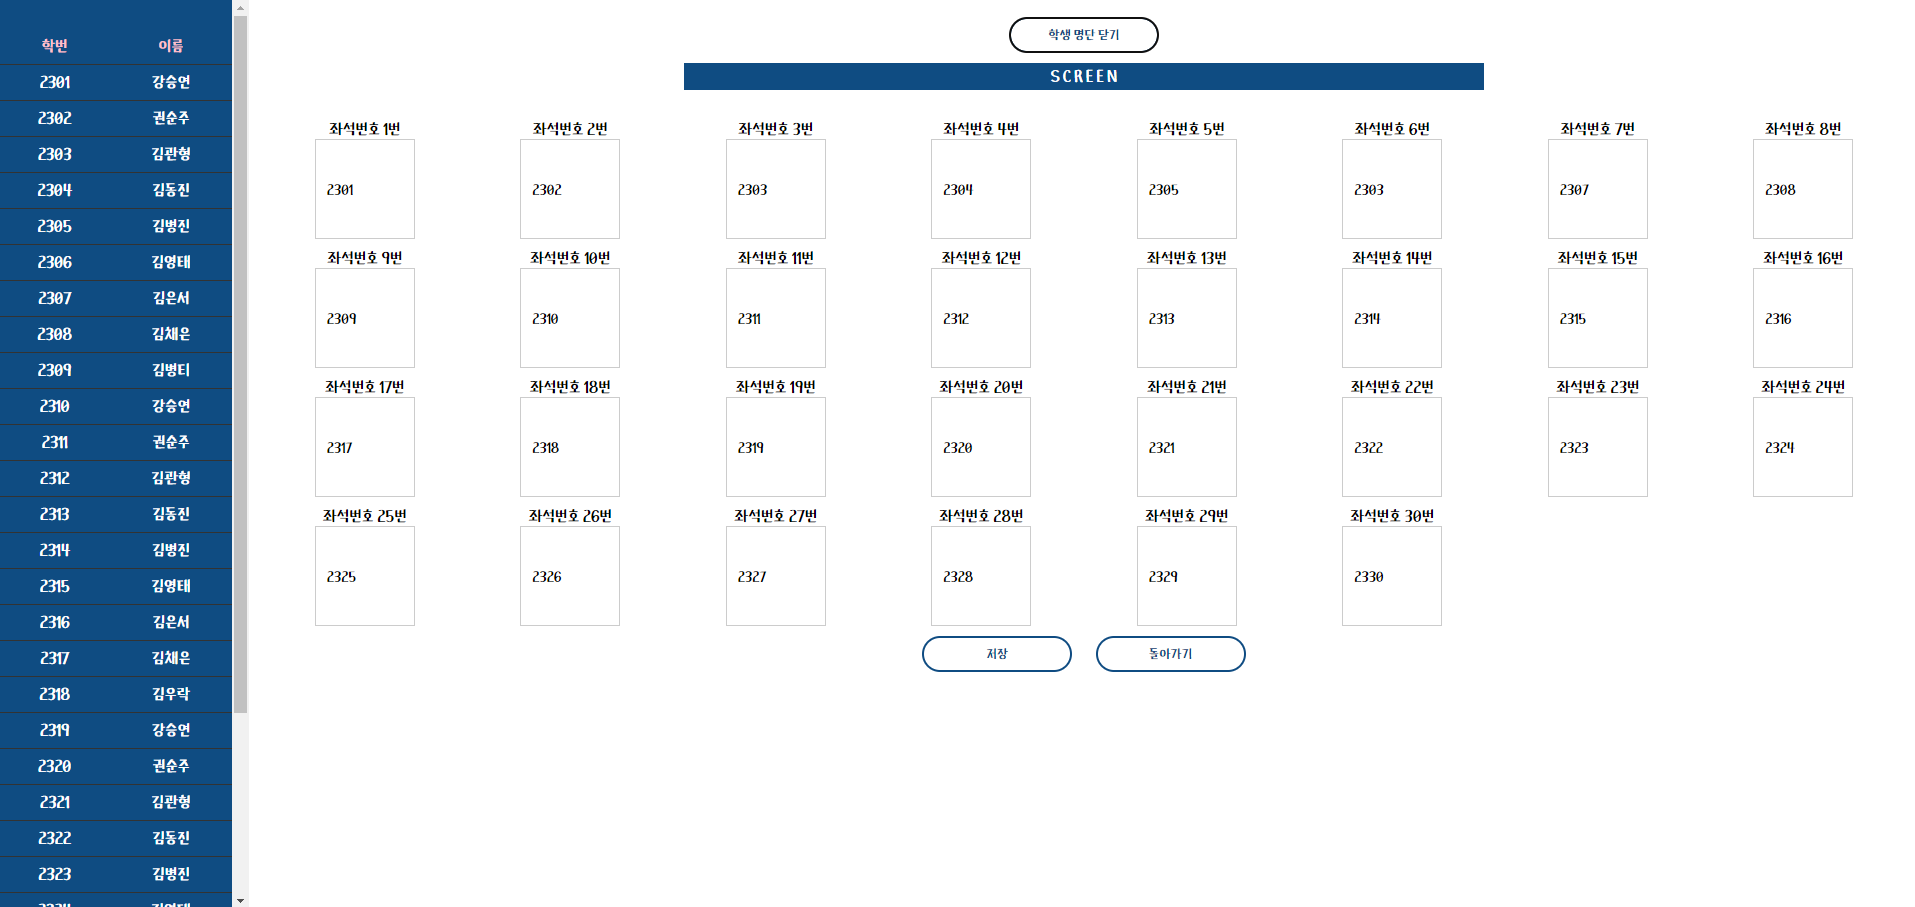 학번 이름
2301 강승연
2302 권순주
2303 김관형
2304 김동진
2305 김병진
2306 김영태
2307 김은서
2308 김채은
2309 김병티
2310 강승연
2311 권순주
2312 김관형
2313 김동진
2314 김병진
2315 김영태
2316 김은서
2317 김채은
2318 김우락
2319 강승연
2320 권순주
2321 김관형
2322 김동진
2323 김병진
학생 명단 닫기
SCREEN
좌석번호 1번 좌석번호 2번 좌석번호 3번 좌석번호 4번 좌석번호 5번 좌석번호 6번 좌석번호 7번 좌석번호 8번
2301 2302 2303 2304 2305 2303 2307 2308
좌석번호 9번 좌석번호 10번 좌석번호 11번 좌석번호 12번 좌석번호 13번 좌석번호 14번 좌석번호 15번 좌석번호 16번
2309 2310 2311 2312 2313 2314 2315 2316
좌석번호 17번 좌석번호 18번 좌석번호 19번 좌석번호 20번 좌석번호 21번 좌석번호 22번 좌석번호 23번 좌석번호 24번
2317 2318 2319 2320 2321 2322 2323 2324
좌석번호 25번 좌석번호 26번 좌석번호 27번 좌석번호 28번 좌석번호 29번 좌석번호 30번
2325 2326 2327 2328 2329 2330
저장 돌아가기